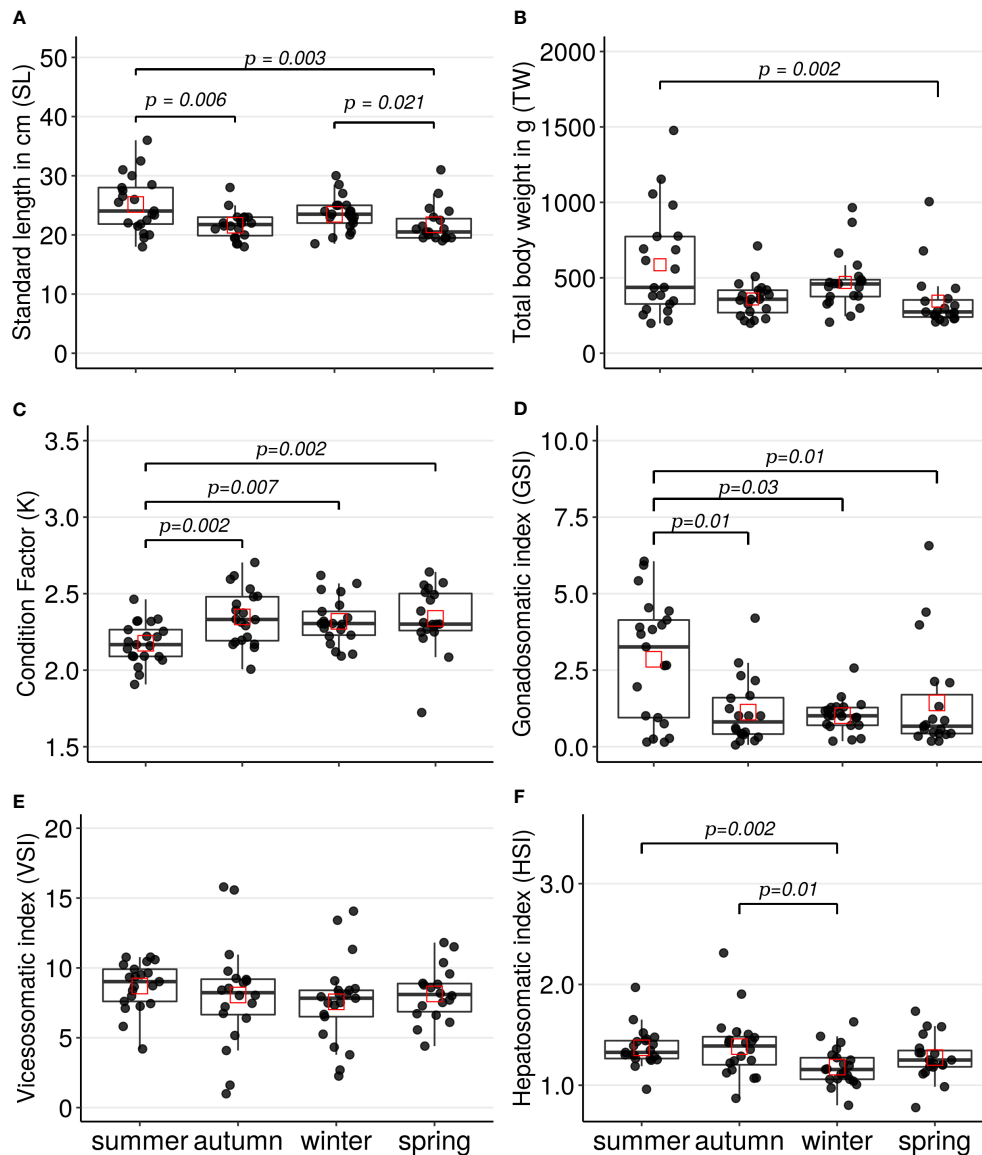 A
Standard length in cm (SL)
50
40
30
20
10
0
p = 0.003
p = 0.006
p = 0.021
B
Total body weight in g (TW)
2000
1500
1000
500
0
p = 0.002
C
Condition Factor (K)
3.5
3.0
2.5
2.0
1.5
p=0.002
p=0.007
p=0.002
D
Gonadosomatic index (GSI)
10.0
7.5
5.0
2.5
0.0
p=0.01
p=0.03
p=0.01
E
Vicesosomatic index (VSI)
20
15
10
5
0
summer autumn winter spring
F
Hepatosomatic index (HSI)
3.0
2.0
1.0
p=0.002
p=0.01
summer autumn winter spring